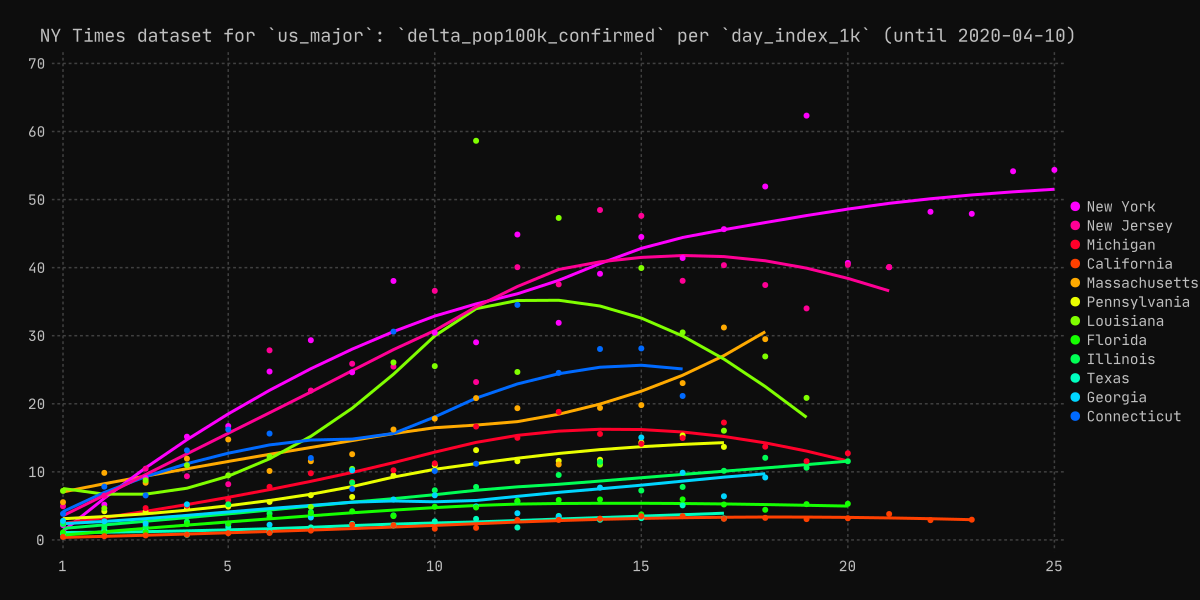 NY Times dataset for `us_major`: `delta_pop100k_confirmed` per `day_index_1k` (until 2020-04-10)
70
60
50
40
30
20
10
0
1
5
10
15
20
25
New York
New Jersey
Michigan
California
Massachusetts
Pennsylvania
Louisiana
Florida
Illinois
Texas
Georgia
Connecticut